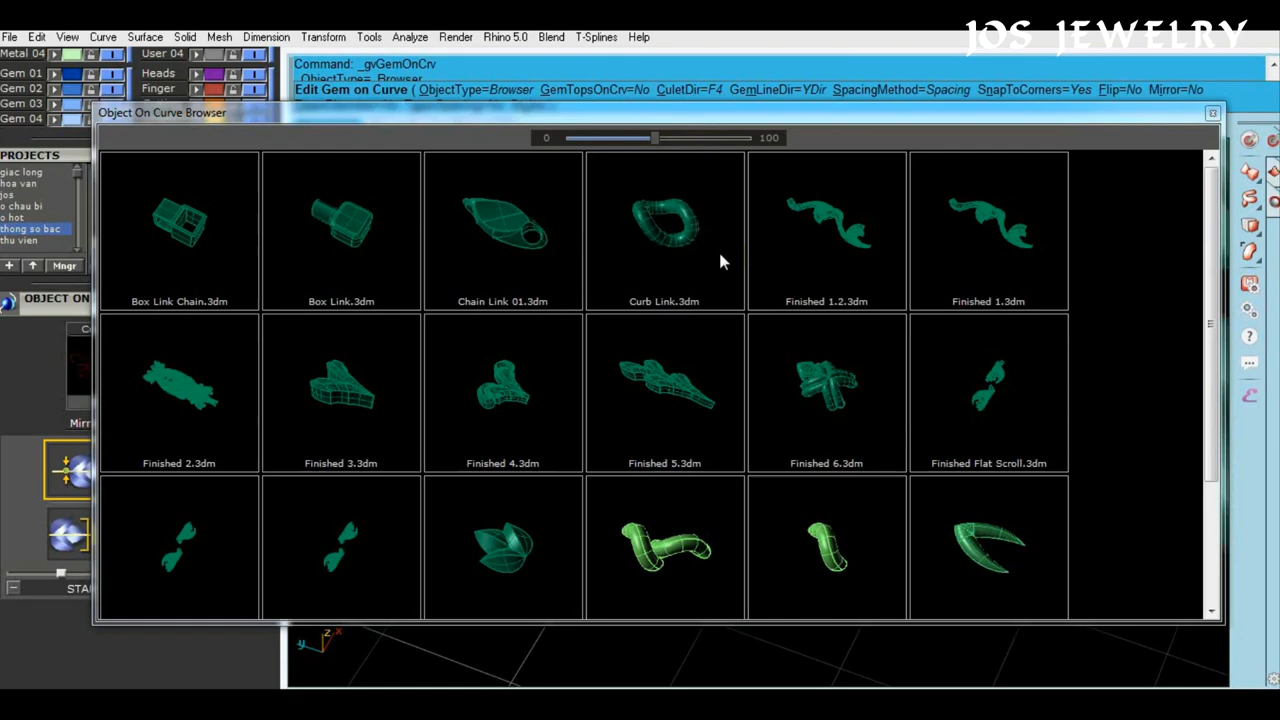 JOS JEWELRY
File Edit View Curve Surface Solid Mesh Dimension Transform Tools Analyze Render Rhino 5.0 Blend T-Splines Help
Metal 04 User 04
Gem 01 Heads
Gem 02 Finger
Gem 03
Gem 04
Command: _gvGemOnCrv
ObjectType= Browser
Edit Gem on Curve ( ObjectType=Browser GemTopsOnCrv=No CuletDir=F4 GemLineDir=YDir SpacingMethod=Spacing SnapToCorners=Yes Flip=No Mirror=No
Object On Curve Browser
0 100
PROJECTS
giac long
hoa van
jos
o chau bi
o hot
thong so bac
thu vien
+ Mngr
OBJECT ON
Mirr
STA
Box Link Chain.3dm Box Link.3dm Chain Link 01.3dm Curb Link.3dm Finished 1.2.3dm Finished 1.3dm
Finished 2.3dm Finished 3.3dm Finished 4.3dm Finished 5.3dm Finished 6.3dm Finished Flat Scroll.3dm
z x
y